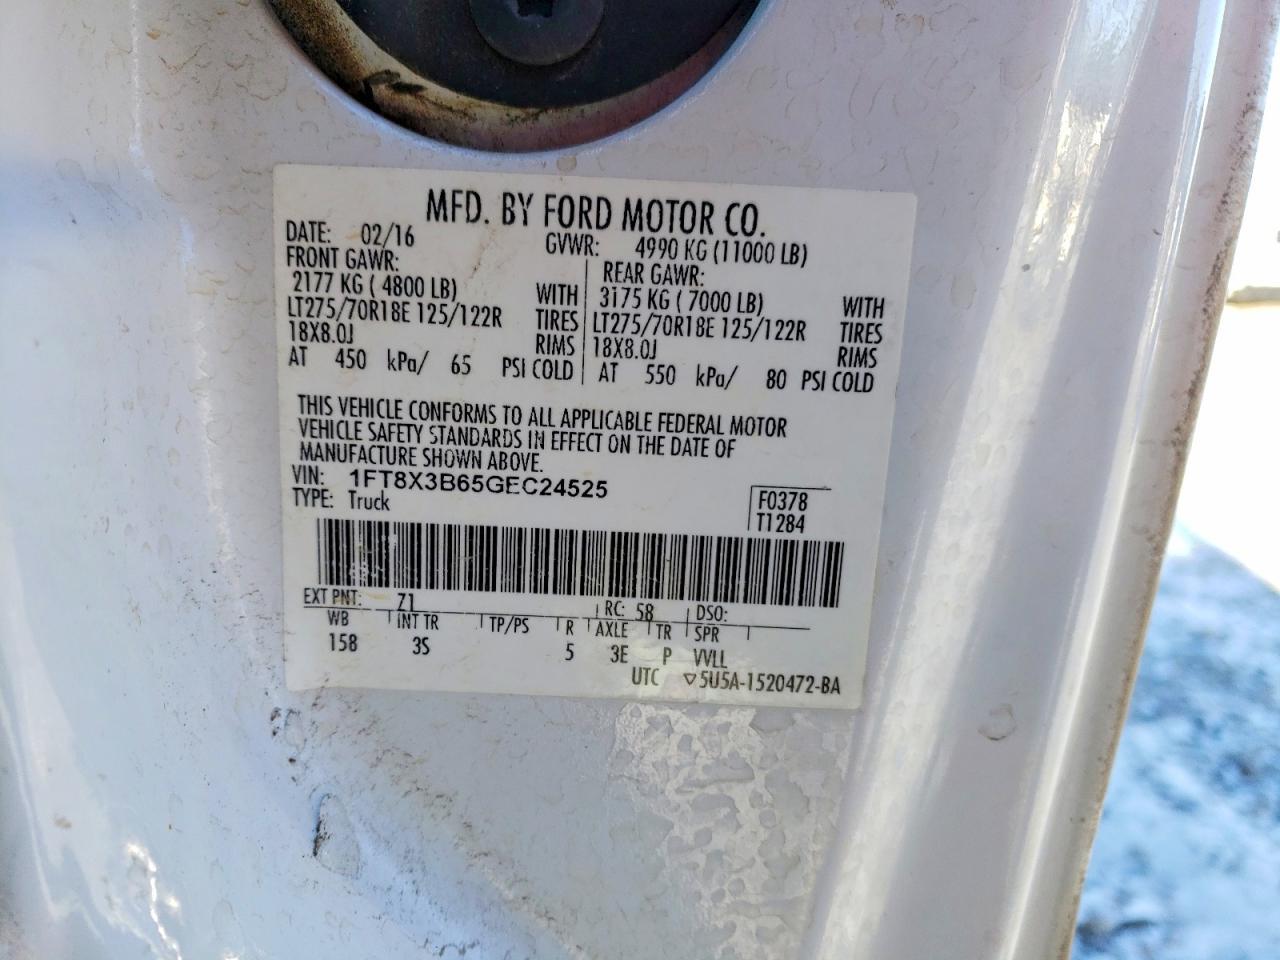 MFD. BY FORD MOTOR CO.
DATE: 02/16 GVWR: 4990 KG (11000 LB)
FRONT GAWR: REAR GAWR:
2177 KG ( 4800 LB) WITH 3175 KG ( 7000 LB) WITH
LT275/70R18E 125/122R TIRES LT275/70R18E 125/122R TIRES
18X8.0J RIMS 18X8.0J RIMS
AT 450 kPa/ 65 PSI COLD AT 550 kPa/ 80 PSI COLD
THIS VEHICLE CONFORMS TO ALL APPLICABLE FEDERAL MOTOR
VEHICLE SAFETY STANDARDS IN EFFECT ON THE DATE OF
MANUFACTURE SHOWN ABOVE.
VIN: 1FT8X3B65GEC24525
TYPE: Truck
F0378
T1284
EXT PNT: Z1 RC: 58 DSO:
WB INT TR TP/PS R AXLE TR SPR
158 3S 5 3E P VVLL
UTC ▽5U5A-1520472-BA